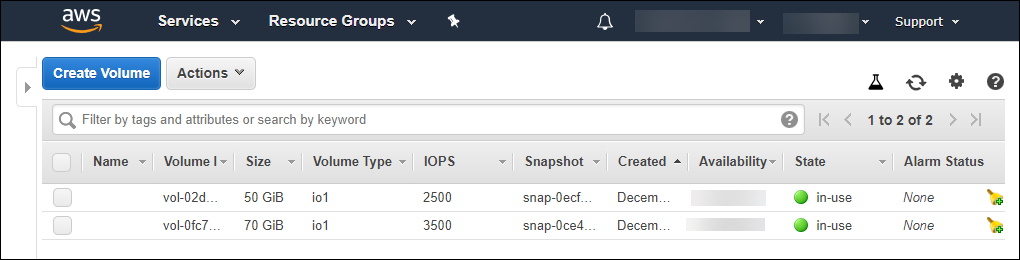 aws Services Resource Groups Support
Create Volume Actions
Filter by tags and attributes or search by keyword 1 to 2 of 2
Name Volume I Size Volume Type IOPS Snapshot Created Availability State Alarm Status
vol-02d... 50 GiB io1 2500 snap-0ecf... Decem... in-use None
vol-0fc7... 70 GiB io1 3500 snap-0ce4... Decem... in-use None